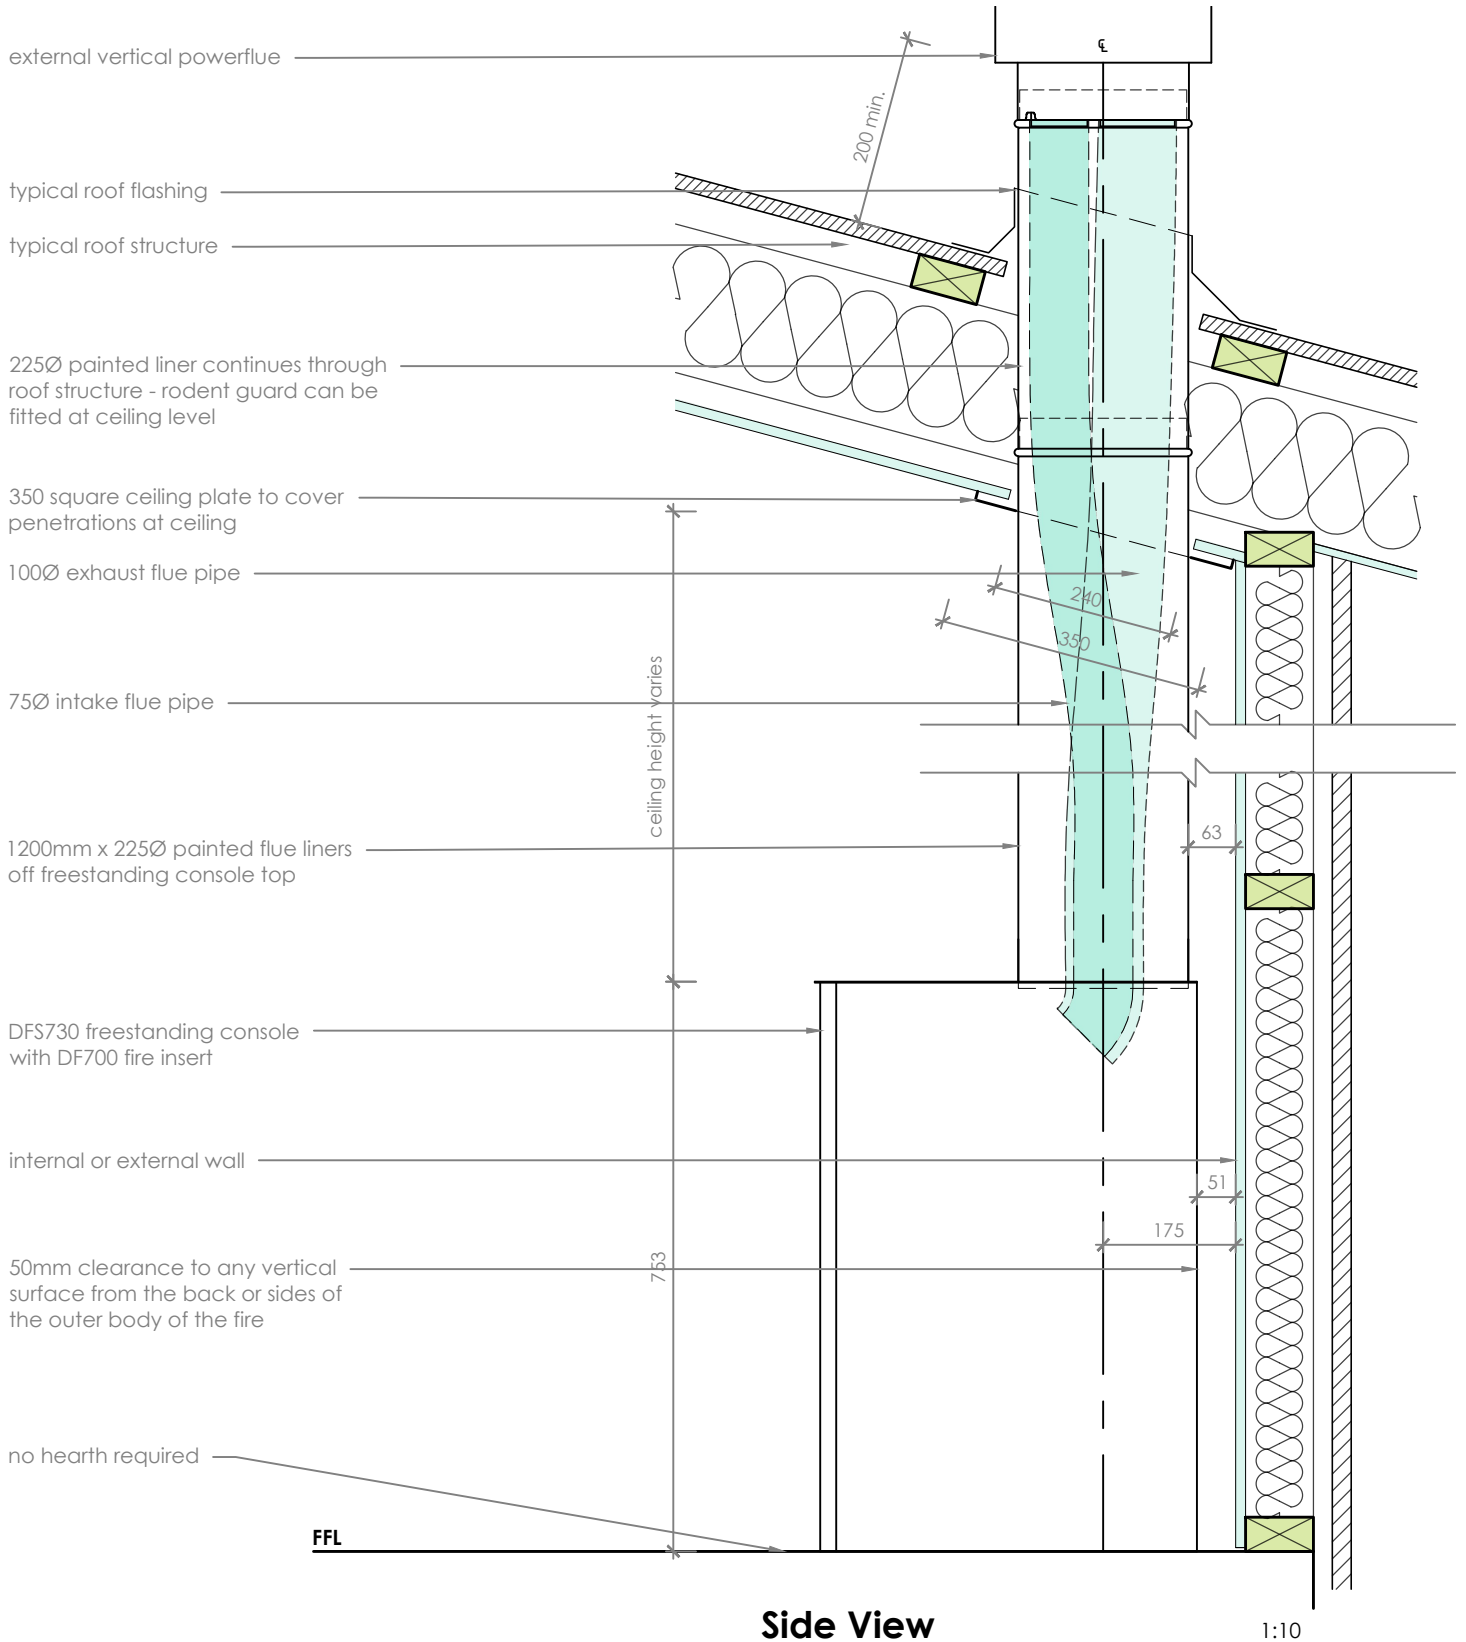 external vertical powerflue
℄
200 min.
typical roof flashing
typical roof structure
225Ø painted liner continues through
roof structure - rodent guard can be
fitted at ceiling level
350 square ceiling plate to cover
penetrations at ceiling
100Ø exhaust flue pipe
240
350
75Ø intake flue pipe
ceiling height varies
63
1200mm x 225Ø painted flue liners
off freestanding console top
DFS730 freestanding console
with DF700 fire insert
internal or external wall
51
175
753
50mm clearance to any vertical
surface from the back or sides of
the outer body of the fire
no hearth required
FFL
Side View
1:10